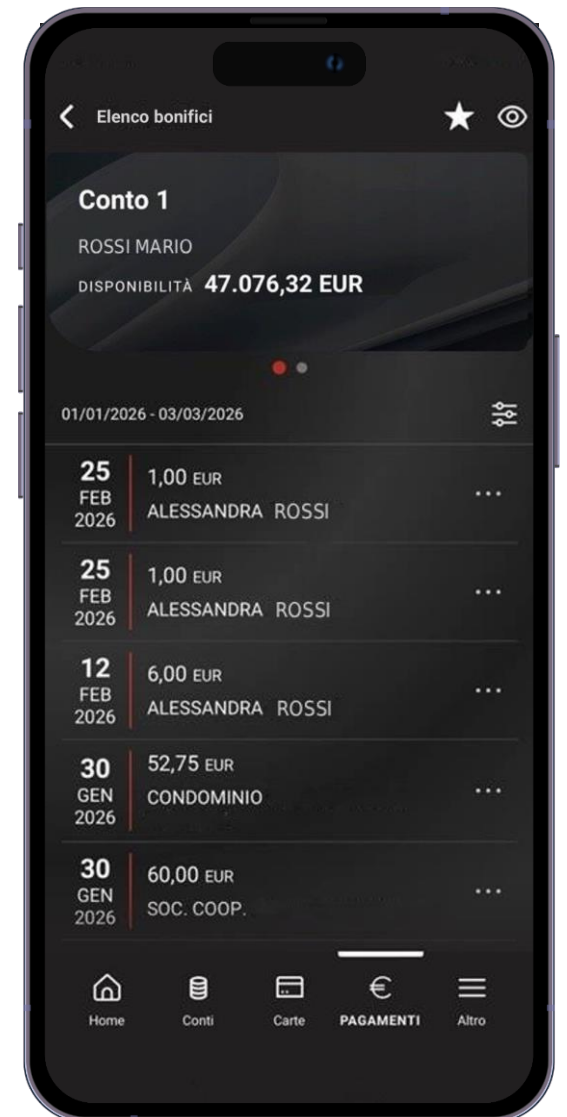 Elenco bonifici
Conto 1
ROSSI MARIO
DISPONIBILITÀ 47.076,32 EUR
01/01/2026 - 03/03/2026
25
FEB
2026
1,00 EUR
ALESSANDRA ROSSI
25
FEB
2026
1,00 EUR
ALESSANDRA ROSSI
12
FEB
2026
6,00 EUR
ALESSANDRA ROSSI
30
GEN
2026
52,75 EUR
CONDOMINIO
30
GEN
2026
60,00 EUR
SOC. COOP.
Home Conti Carte PAGAMENTI Altro